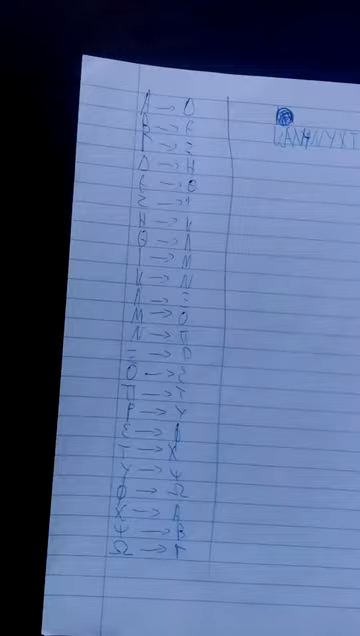 Α → Δ
Β → Ε
Γ → Ζ
Δ → Η
Ε → Θ
Ζ → Ι
Η → Κ
Θ → Λ
Ι → Μ
Κ → Ν
Λ → Ξ
Μ → Ο
Ν → Π
Ξ → Ρ
Ο → Σ
Π → Τ
Ρ → Υ
Σ → Φ
Τ → Χ
Υ → Ψ
Φ → Ω
Χ → Α
Ψ → Β
Ω → Γ